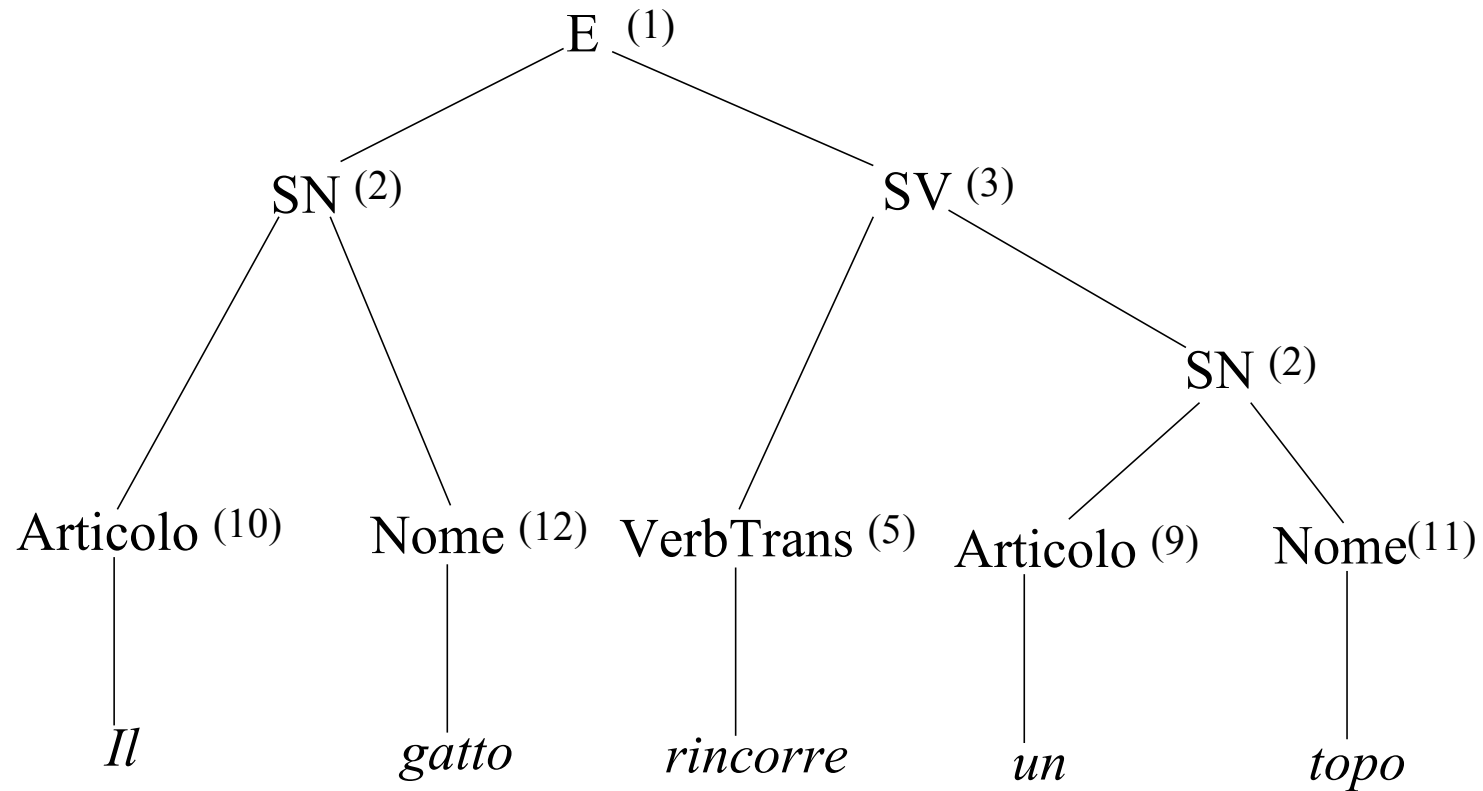 E (1)
SN (2) SV (3)
SN (2)
Articolo (10) Nome (12) VerbTrans (5) Articolo (9) Nome(11)
Il gatto rincorre un topo